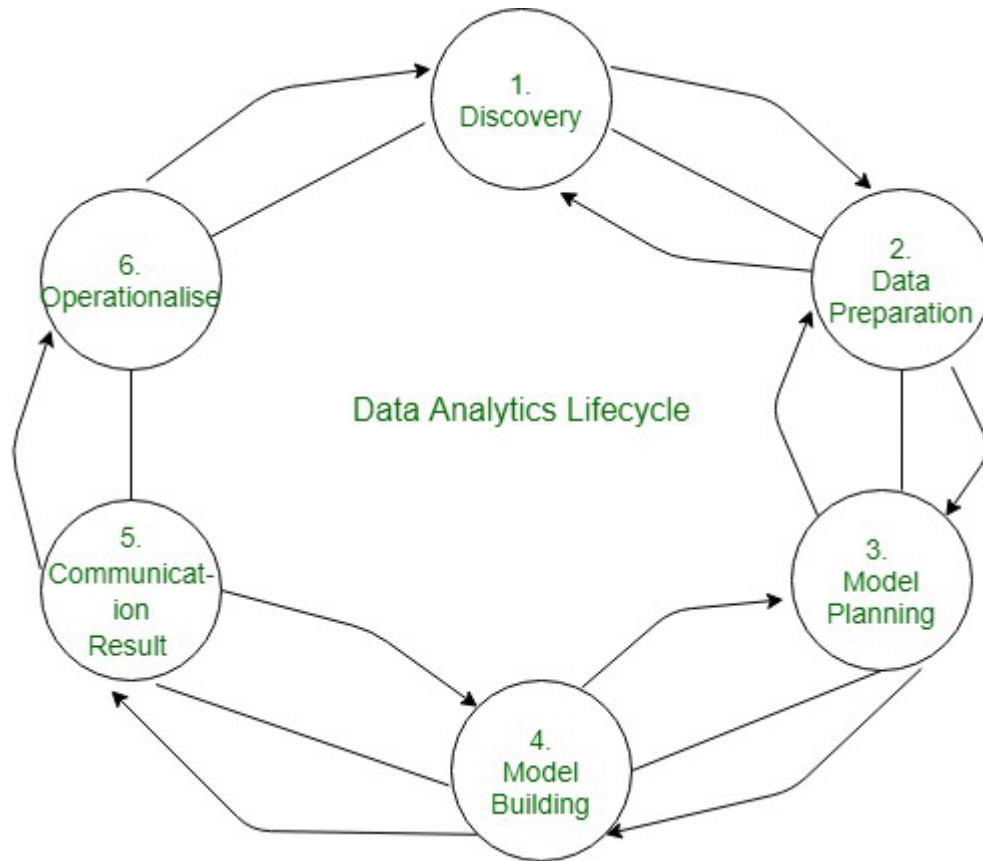 1.
Discovery
2.
Data
Preparation
3.
Model
Planning
4.
Model
Building
5.
Communicat-
ion
Result
6.
Operationalise
Data Analytics Lifecycle